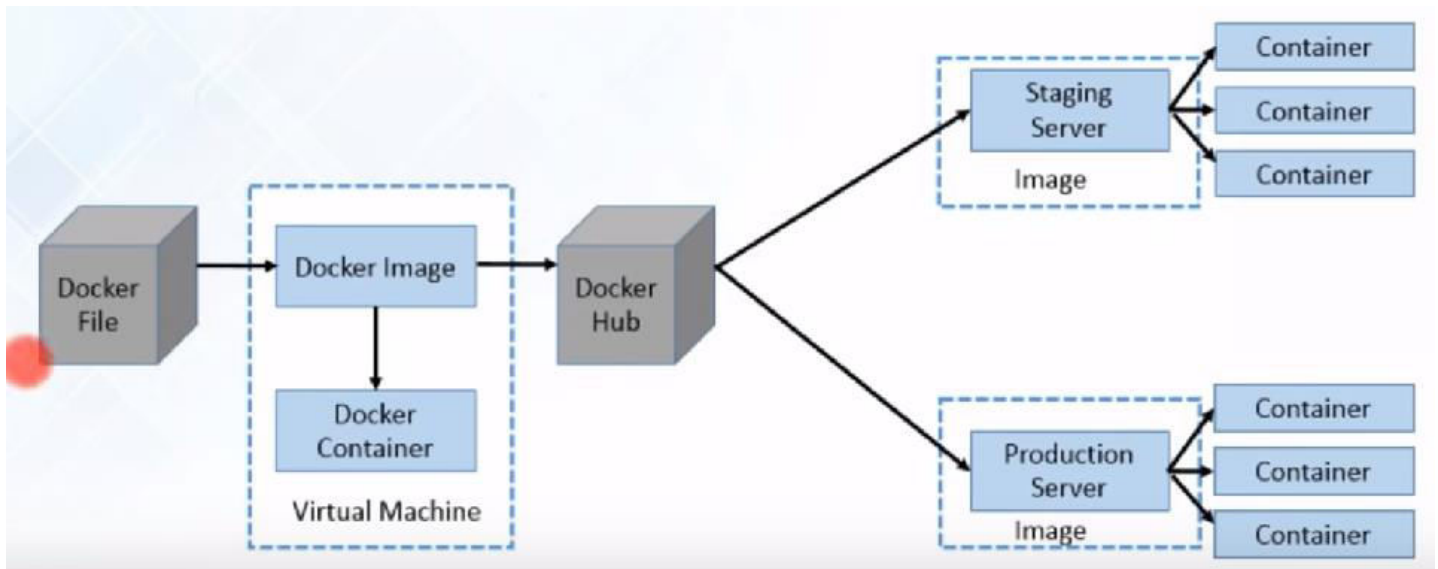 Docker
File
Docker Image
Docker
Container
Virtual Machine
Docker
Hub
Staging
Server
Image
Container
Container
Container
Production
Server
Image
Container
Container
Container